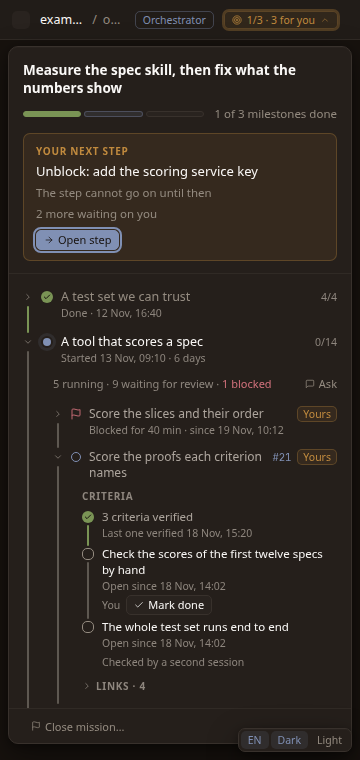 exam... / o... Orchestrator 1/3 · 3 for you
Measure the spec skill, then fix what the
numbers show
1 of 3 milestones done
YOUR NEXT STEP
Unblock: add the scoring service key
The step cannot go on until then
2 more waiting on you
Open step
A test set we can trust 4/4
Done · 12 Nov, 16:40
A tool that scores a spec 0/14
Started 13 Nov, 09:10 · 6 days
5 running · 9 waiting for review · 1 blocked Ask
Score the slices and their order Yours
Blocked for 40 min · since 19 Nov, 10:12
Score the proofs each criterion #21 Yours
names
CRITERIA
3 criteria verified
Last one verified 18 Nov, 15:20
Check the scores of the first twelve specs
by hand
Open since 18 Nov, 14:02
You Mark done
The whole test set runs end to end
Open since 18 Nov, 14:02
Checked by a second session
LINKS · 4
Close mission...
EN Dark Light